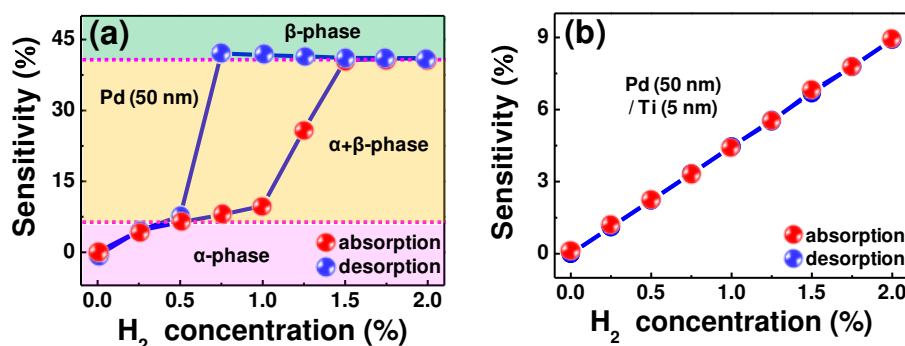 (a)
β-phase
Pd (50 nm)
α+β-phase
α-phase
absorption
desorption
Sensitivity (%)
45
30
15
0
0.0 0.5 1.0 1.5 2.0
H2 concentration (%)
(b)
Pd (50 nm)
/ Ti (5 nm)
absorption
desorption
Sensitivity (%)
9
6
3
0
0.0 0.5 1.0 1.5 2.0
H2 concentration (%)